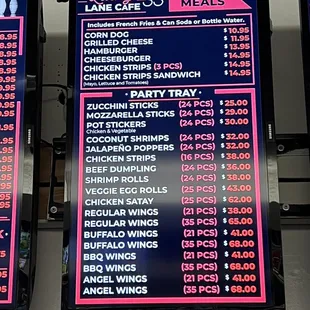 LANE CAFE
MEALS
Includes French Fries & Can Soda or Bottle Water.
CORN DOG $10.95
GRILLED CHEESE $11.95
HAMBURGER $13.95
CHEESEBURGER $14.95
CHICKEN STRIPS (3 PCS) $14.95
CHICKEN STRIPS SANDWICH $14.95
(Mayo, Lettuce and Tomatoes)
· PARTY TRAY ·
ZUCCHINI STICKS (24 PCS) $25.00
MOZZARELLA STICKS (24 PCS) $29.00
POT STICKERS (24 PCS) $30.00
Chicken & Vegetable
COCONUT SHRIMPS (24 PCS) $32.00
JALAPEÑO POPPERS (24 PCS) $32.00
CHICKEN STRIPS (16 PCS) $38.00
BEEF DUMPLING (24 PCS) $36.00
SHRIMP ROLLS (24 PCS) $38.00
VEGGIE EGG ROLLS (25 PCS) $43.00
CHICKEN SATAY (25 PCS) $62.00
REGULAR WINGS (21 PCS) $38.00
REGULAR WINGS (35 PCS) $65.00
BUFFALO WINGS (21 PCS) $41.00
BUFFALO WINGS (35 PCS) $68.00
BBQ WINGS (21 PCS) $41.00
BBQ WINGS (35 PCS) $68.00
ANGEL WINGS (21 PCS) $41.00
ANGEL WINGS (35 PCS) $68.00